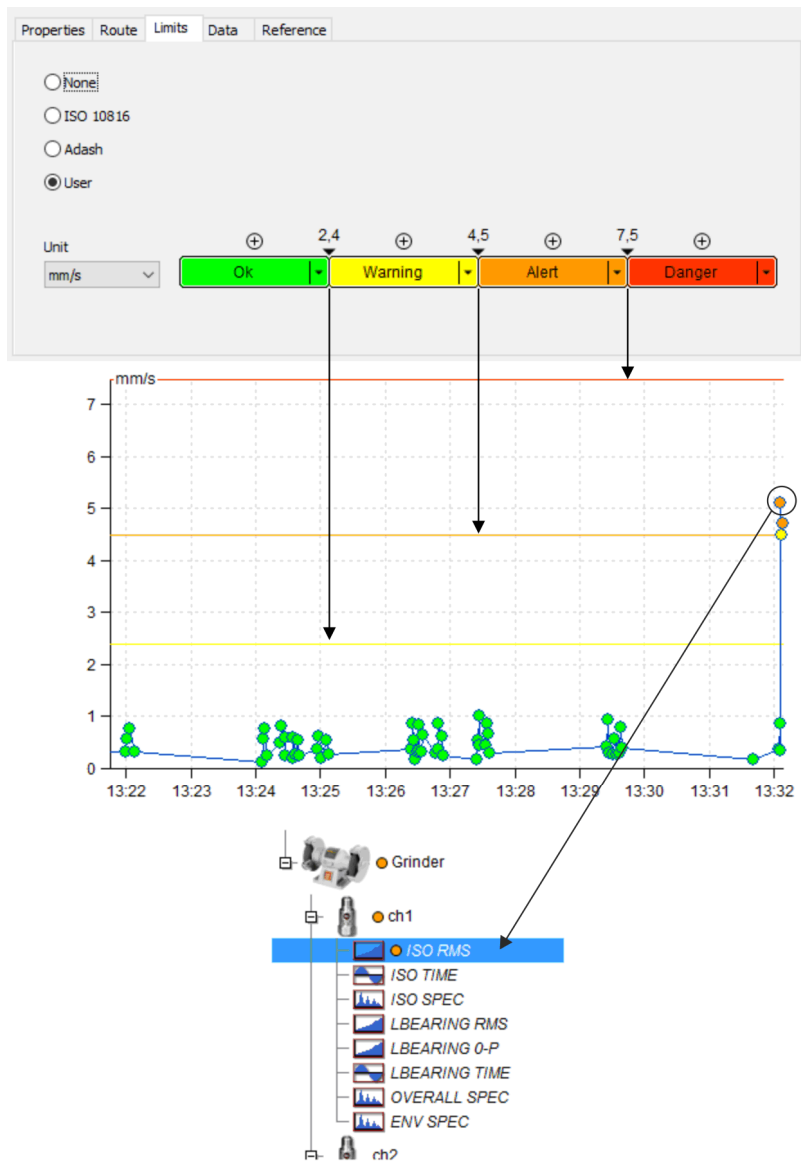 Properties Route Limits Data Reference
None
ISO 10816
Adash
User
Unit
2,4 4,5 7,5
mm/s Ok Warning Alert Danger
mm/s
7
6
5
4
3
2
1
0
13:22 13:23 13:24 13:25 13:26 13:27 13:28 13:29 13:30 13:31 13:32
Grinder
ch1
ISO RMS
ISO TIME
ISO SPEC
LBEARING RMS
LBEARING 0-P
LBEARING TIME
OVERALL SPEC
ENV SPEC
ch2